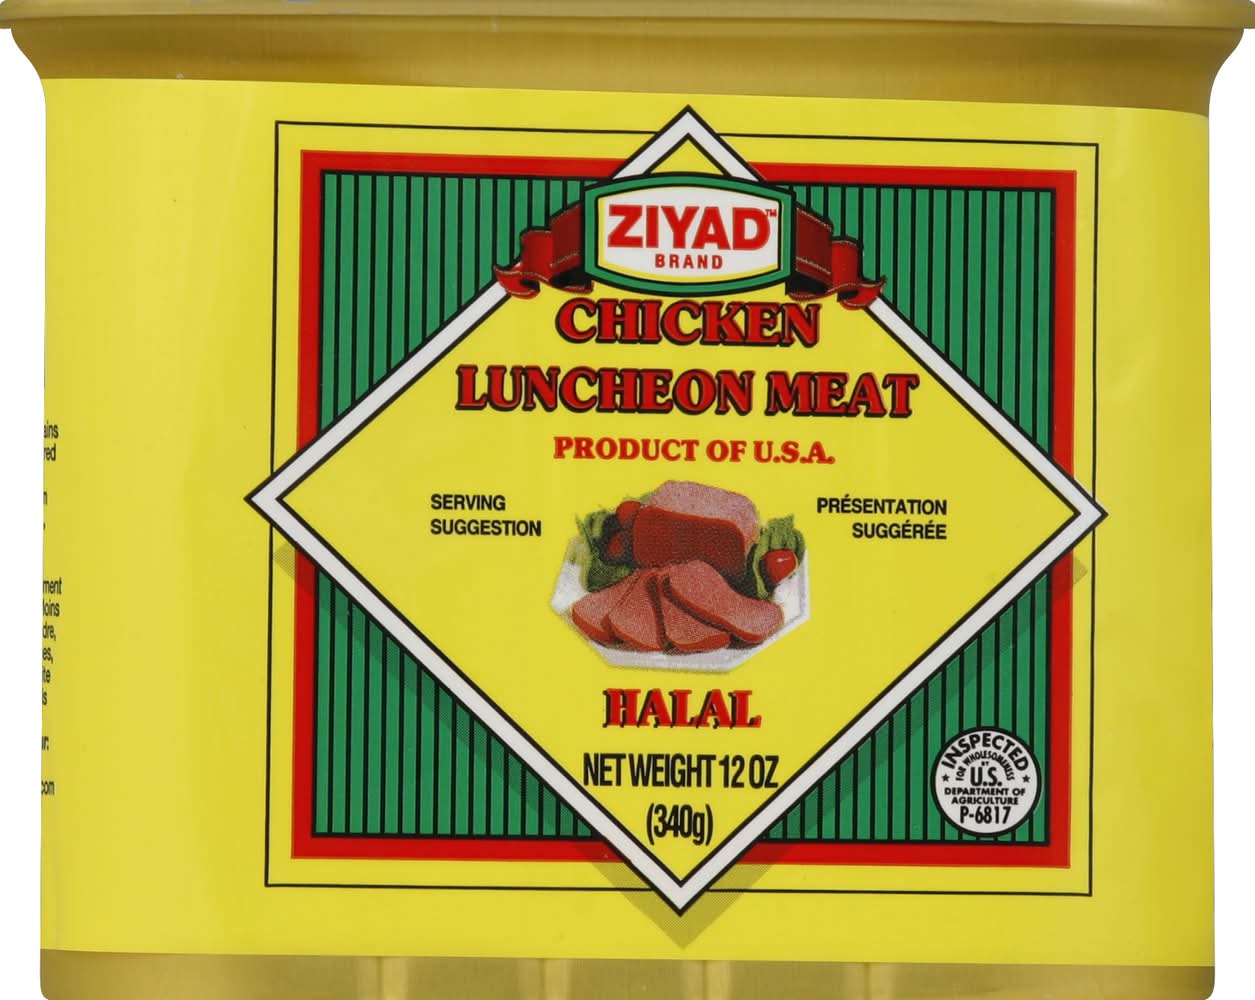 ZIYAD™
BRAND
CHICKEN
LUNCHEON MEAT
PRODUCT OF U.S.A.
SERVING
SUGGESTION
PRÉSENTATION
SUGGÉRÉE
HALAL
NET WEIGHT 12 OZ
(340g)
INSPECTED
FOR WHOLESOMENESS
BY
U.S.
DEPARTMENT OF
AGRICULTURE
P-6817